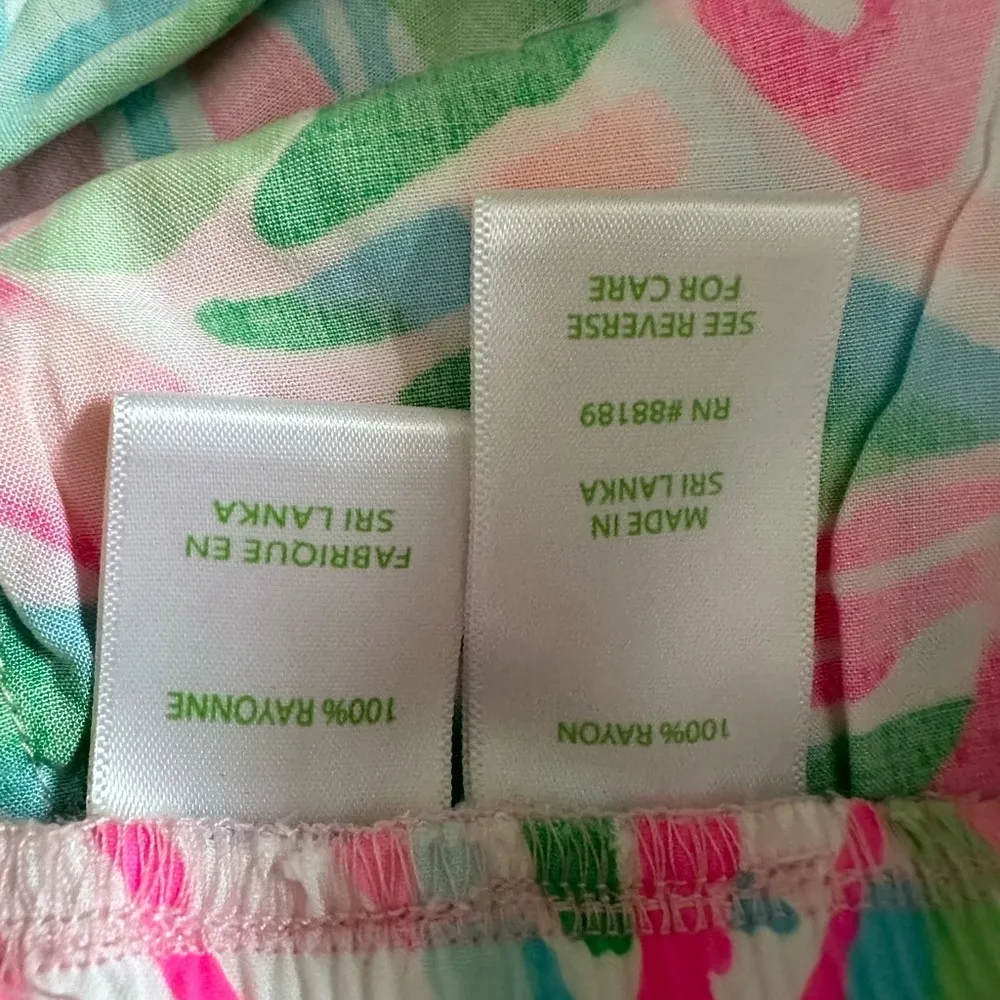 100% RAYON
MADE IN
SRI LANKA
RN #88189
SEE REVERSE
FOR CARE
100% RAYONNE
FABRIQUE EN
SRI LANKA